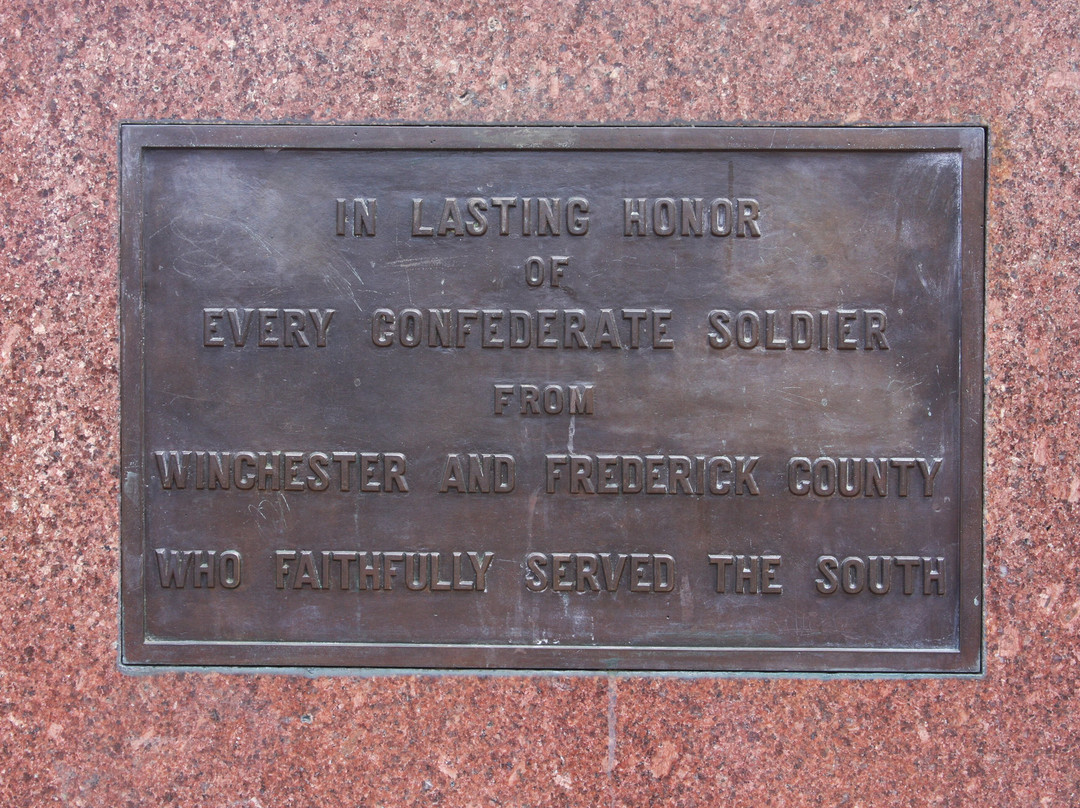 IN LASTING HONOR
OF
EVERY CONFEDERATE SOLDIER
FROM
WINCHESTER AND FREDERICK COUNTY
WHO FAITHFULLY SERVED THE SOUTH